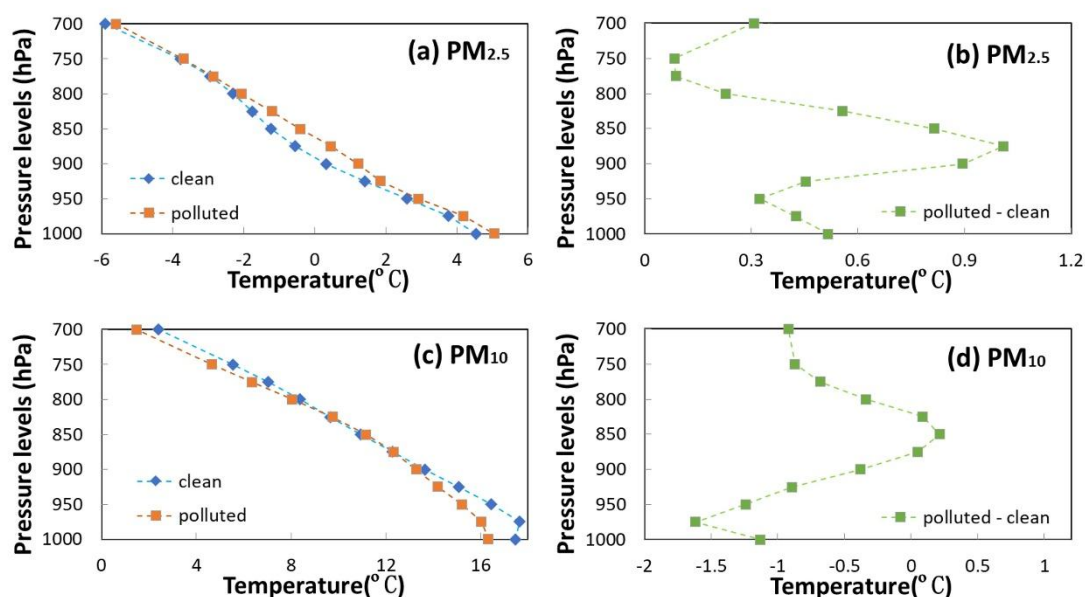 (a) PM2.5
Pressure levels (hPa)
700
750
800
850
900
950
1000
clean
polluted
-6 -4 -2 0 2 4 6
Temperature(° C)
(b) PM2.5
Pressure levels (hPa)
700
750
800
850
900
950
1000
polluted - clean
0 0.3 0.6 0.9 1.2
Temperature(° C)
(c) PM10
Pressure levels (hPa)
700
750
800
850
900
950
1000
clean
polluted
0 4 8 12 16
Temperature(° C)
(d) PM10
Pressure levels (hPa)
700
750
800
850
900
950
1000
polluted - clean
-2 -1.5 -1 -0.5 0 0.5 1
Temperature(° C)